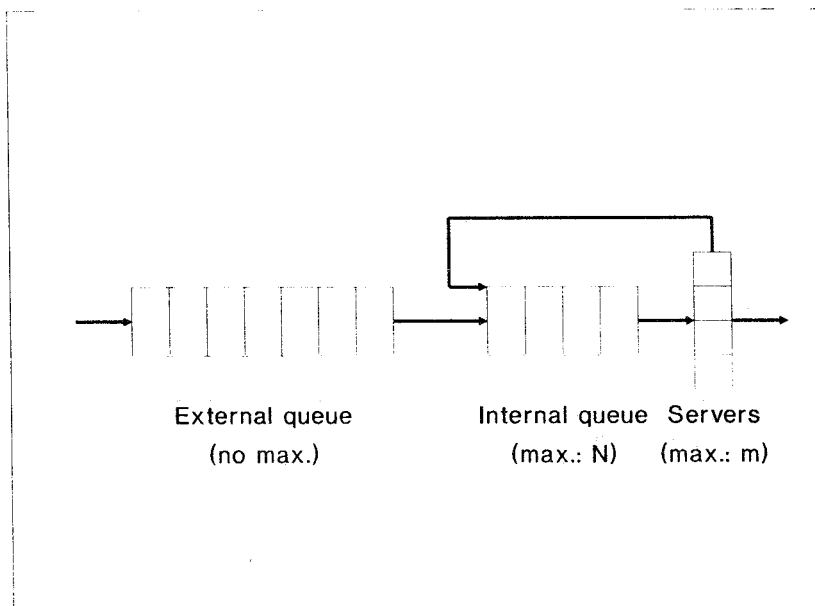 External queue
(no max.)
Internal queue
(max.: N)
Servers
(max.: m)